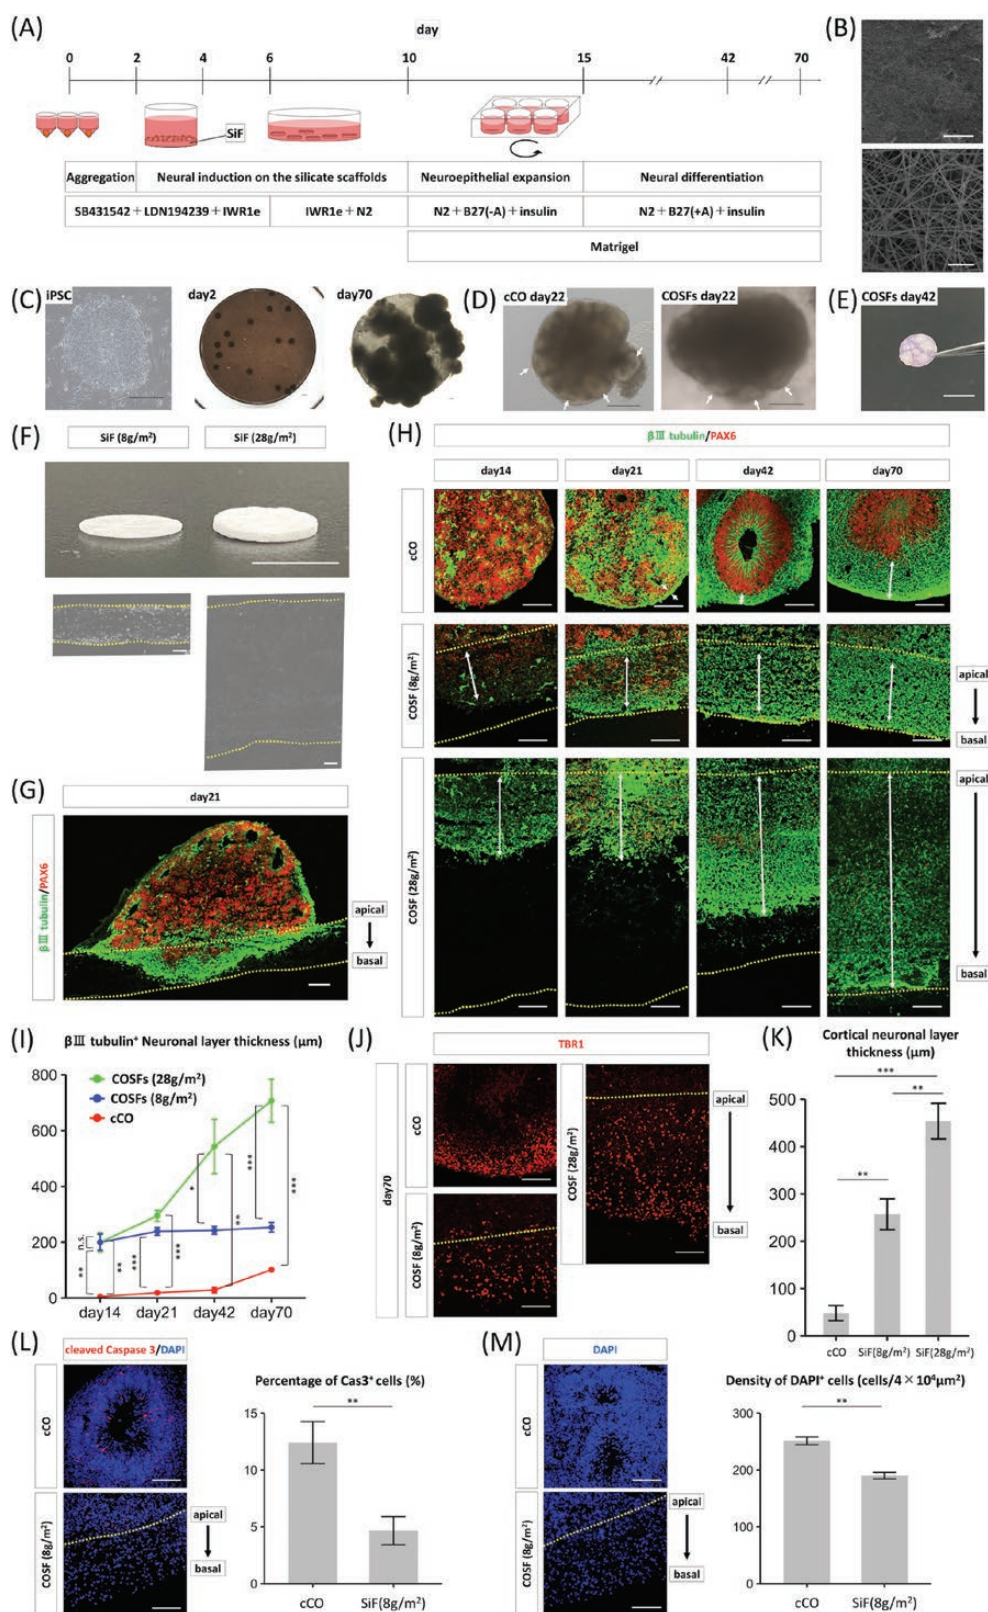 (A)
day
0 2 4 6 10 15 42 70
SiF
Aggregation Neural induction on the silicate scaffolds Neuroepithelial expansion Neural differentiation
SB431542+LDN194239+IWR1e IWR1e+N2 N2+B27(-A)+insulin N2+B27(+A)+insulin
Matrigel
(B)
(C)
iPSC day2 day70
(D)
cCO day22 COSFs day22
(E)
COSFs day42
(F)
SiF (8g/m²) SiF (28g/m²)
(G)
day21
βⅢ tubulin/PAX6
apical
basal
(H)
βⅢ tubulin/PAX6
day14 day21 day42 day70
cCO
COSF (8g/m²)
apical
basal
COSF (28g/m²)
apical
basal
(I)
βⅢ tubulin⁺ Neuronal layer thickness (μm)
800
600
400
200
0
COSFs (28g/m²)
COSFs (8g/m²)
cCO
n.s.
**
**
***
***
*
**
***
***
day14 day21 day42 day70
(J)
TBR1
day70
cCO
COSF (8g/m²)
COSF (28g/m²)
apical
basal
(K)
Cortical neuronal layer
thickness (μm)
***
**
**
500
400
300
200
100
0
cCO SiF(8g/m²) SiF(28g/m²)
(L)
cleaved Caspase 3/DAPI
cCO
COSF (8g/m²)
apical
basal
Percentage of Cas3⁺ cells (%)
**
15
10
5
0
cCO SiF(8g/m²)
(M)
DAPI
cCO
COSF (8g/m²)
apical
basal
Density of DAPI⁺ cells (cells/4×10⁴μm²)
**
300
200
100
0
cCO SiF(8g/m²)